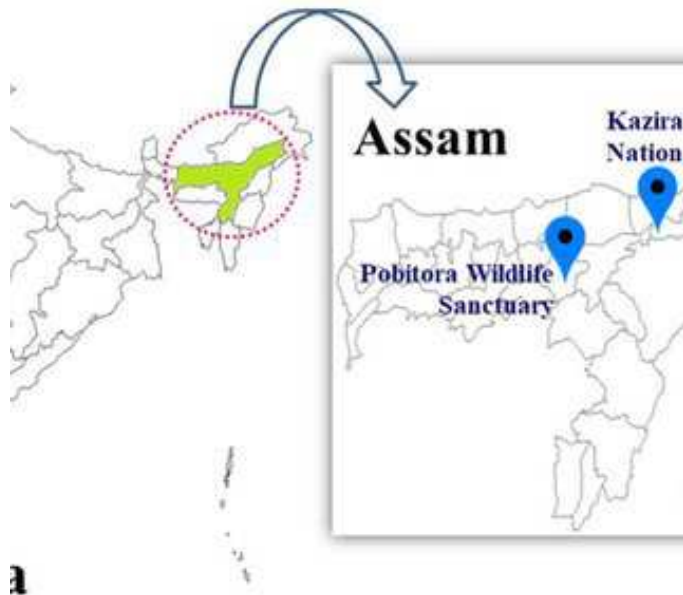 Assam
Kazira
Nation
Pobitora Wildlife
Sanctuary
a